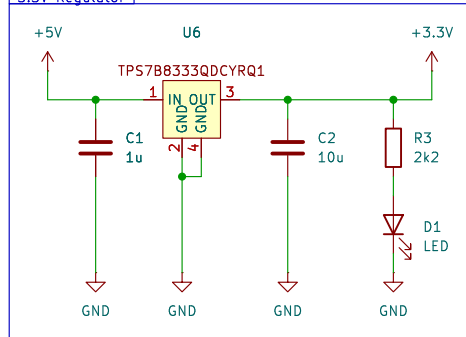 3.3V Regulator
+5V
U6
+3.3V
TPS7B8333QDCYRQ1
1
IN OUT
3
GND
GND
2
4
C1
1u
C2
10u
R3
2k2
D1
LED
GND
GND
GND
GND